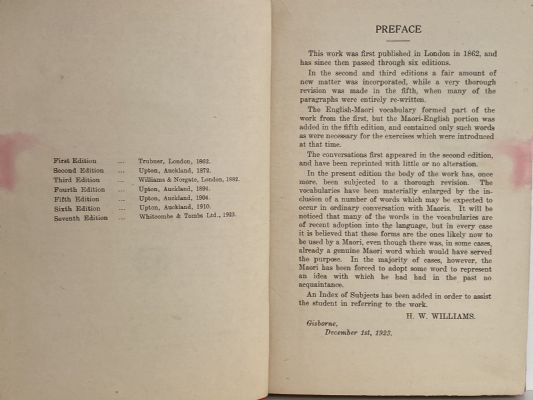 First Edition ... Trubner, London, 1862.
Second Edition ... Upton, Auckland, 1872.
Third Edition ... Williams & Norgate, London, 1882.
Fourth Edition ... Upton, Auckland, 1894.
Fifth Edition ... Upton, Auckland, 1904.
Sixth Edition ... Upton, Auckland, 1910.
Seventh Edition ... Whitcombe & Tombs Ltd., 1923.
PREFACE
This work was first published in London in 1862, and
has since then passed through six editions.
In the second and third editions a fair amount of
new matter was incorporated, while a very thorough
revision was made in the fifth, when many of the
paragraphs were entirely re-written.
The English-Maori vocabulary formed part of the
work from the first, but the Maori-English portion was
added in the fifth edition, and contained only such words
as were necessary for the exercises which were introduced
at that time.
The conversations first appeared in the second edition,
and have been reprinted with little or no alteration.
In the present edition the body of the work has, once
more, been subjected to a thorough revision. The
vocabularies have been materially enlarged by the in-
clusion of a number of words which may be expected to
occur in ordinary conversation with Maoris. It will be
noticed that many of the words in the vocabularies are
of recent adoption into the language, but in every case
it is believed that these forms are the ones likely now to
be used by a Maori, even though there was, in some cases,
already a genuine Maori word which would have served
the purpose. In the majority of cases, however, the
Maori has been forced to adopt some word to represent
an idea with which he had had in the past no
acquaintance.
An Index of Subjects has been added in order to assist
the student in referring to the work.
H. W. WILLIAMS.
Gisborne,
December 1st, 1923.